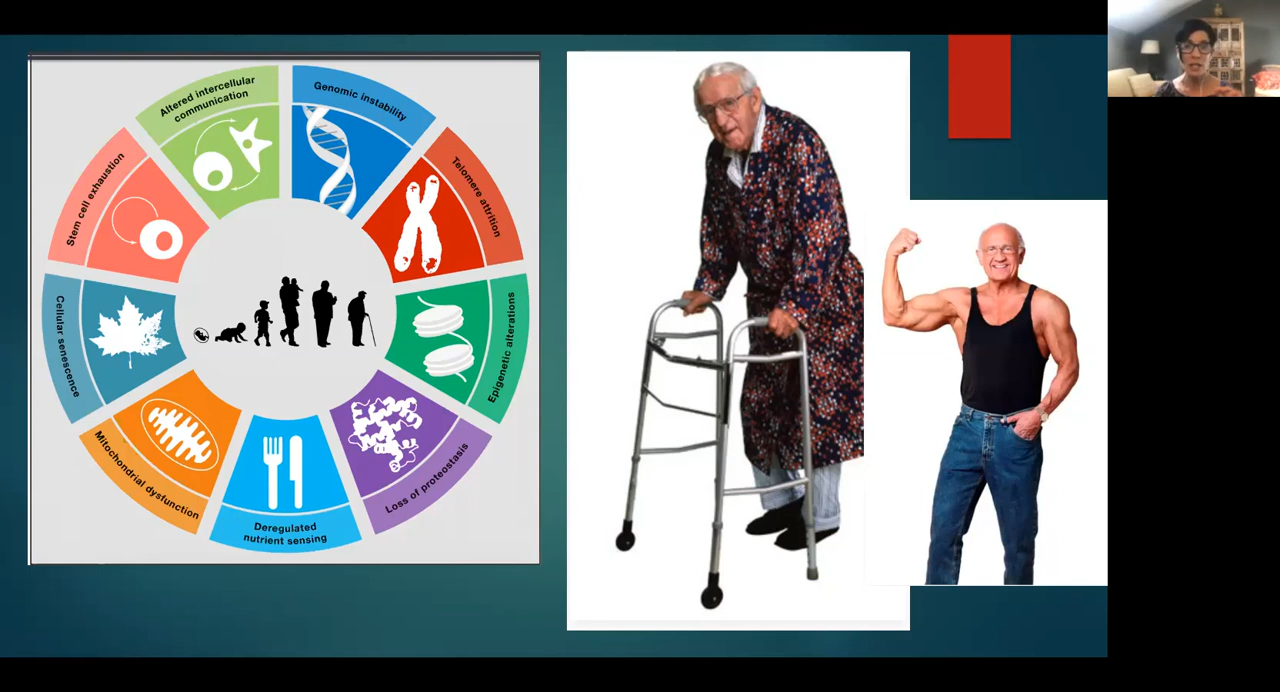 Altered intercellular
communication
Genomic instability
Telomere attrition
Epigenetic alterations
Loss of proteostasis
Deregulated
nutrient sensing
Mitochondrial dysfunction
Cellular senescence
Stem cell exhaustion